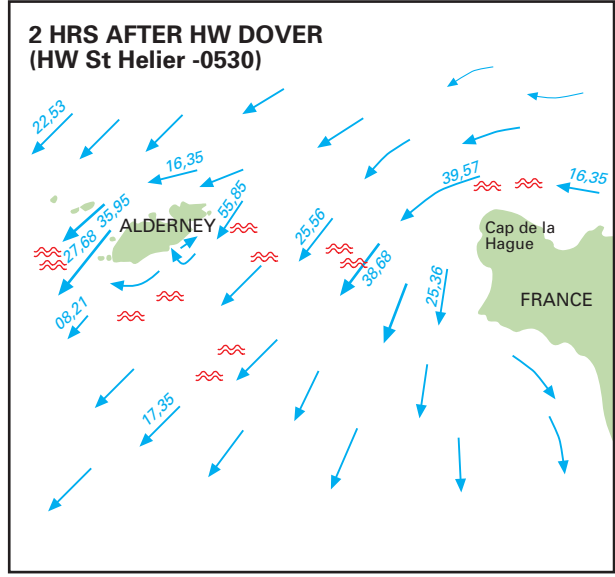 2 HRS AFTER HW DOVER
(HW St Helier -0530)
22,53
16,35
39,57
16,35
55,85
35,95
ALDERNEY
25,56
Cap de la
Hague
27,68
38,68
25,36
FRANCE
08,21
17,35